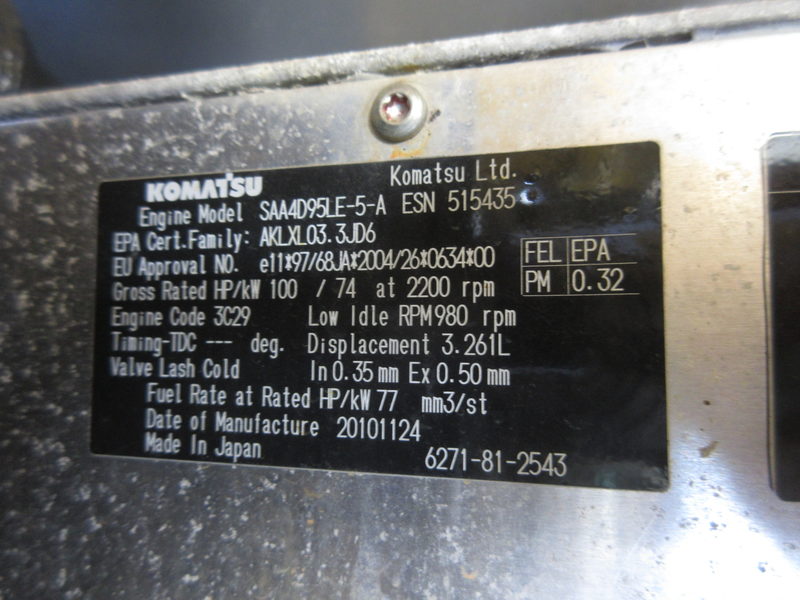 KOMATSU Komatsu Ltd.
Engine Model SAA4D95LE-5-A ESN 515435
EPA Cert.Family: AKLXL03.3JD6
EU Approval NO. e11*97/68JA*2004/26*0634*00
FEL EPA
PM 0.32
Gross Rated HP/kW 100 / 74 at 2200 rpm
Engine Code 3C29 Low Idle RPM 980 rpm
Timing-TDC --- deg. Displacement 3.261L
Valve Lash Cold In 0.35 mm Ex 0.50 mm
Fuel Rate at Rated HP/kW 77 mm3/st
Date of Manufacture 20101124
Made In Japan 6271-81-2543